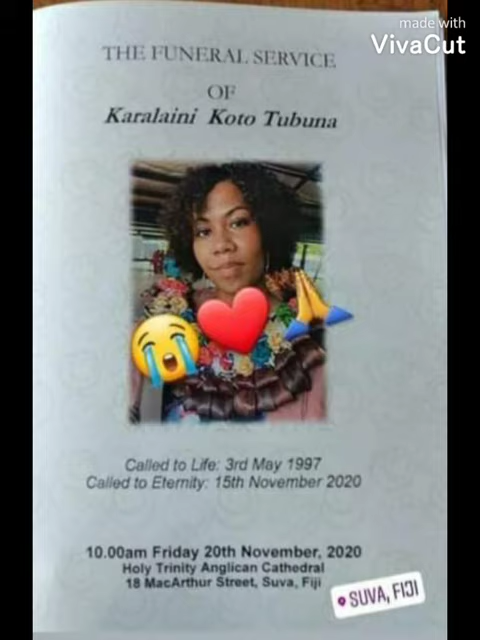 made with
VivaCut
THE FUNERAL SERVICE
OF
Karalaini Koto Tubuna
Called to Life: 3rd May 1997
Called to Eternity: 15th November 2020
10.00am Friday 20th November, 2020
Holy Trinity Anglican Cathedral
18 MacArthur Street, Suva, Fiji
SUVA, FIJI